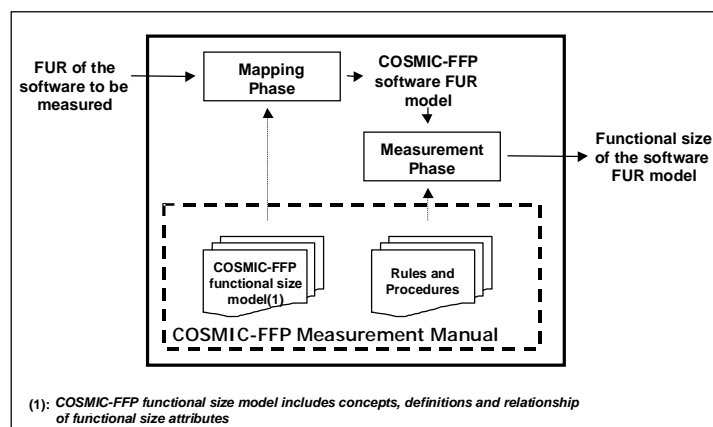 FUR of the
software to be
measured
Mapping
Phase
COSMIC-FFP
software FUR
model
Measurement
Phase
Functional size
of the software
FUR model
COSMIC-FFP
functional size
model(1)
Rules and
Procedures
COSMIC-FFP Measurement Manual
(1): COSMIC-FFP functional size model includes concepts, definitions and relationship
of functional size attributes